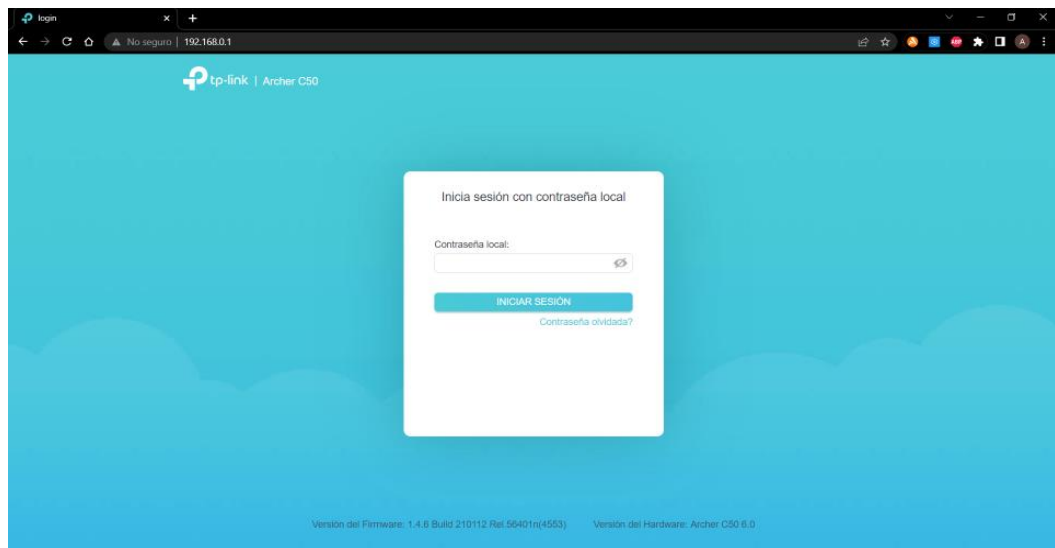 login
No seguro | 192.168.0.1
tp-link | Archer C50
Inicia sesión con contraseña local
Contraseña local:
INICIAR SESIÓN
Contraseña olvidada?
Versión del Firmware: 1.4.6 Build 210112 Rel.56401n(4553) Versión del Hardware: Archer C50 6.0